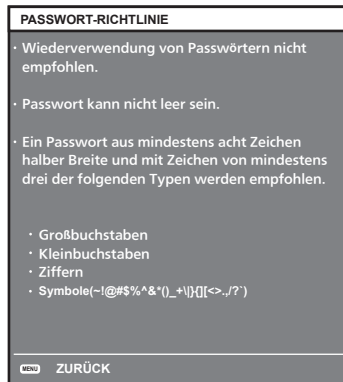 PASSWORT-RICHTLINIE
· Wiederverwendung von Passwörtern nicht
empfohlen.
· Passwort kann nicht leer sein.
· Ein Passwort aus mindestens acht Zeichen
halber Breite und mit Zeichen von mindestens
drei der folgenden Typen werden empfohlen.
· Großbuchstaben
· Kleinbuchstaben
· Ziffern
· Symbole(~!@#$%^&*()_+\|}{][<>.,/?`)
MENU ZURÜCK